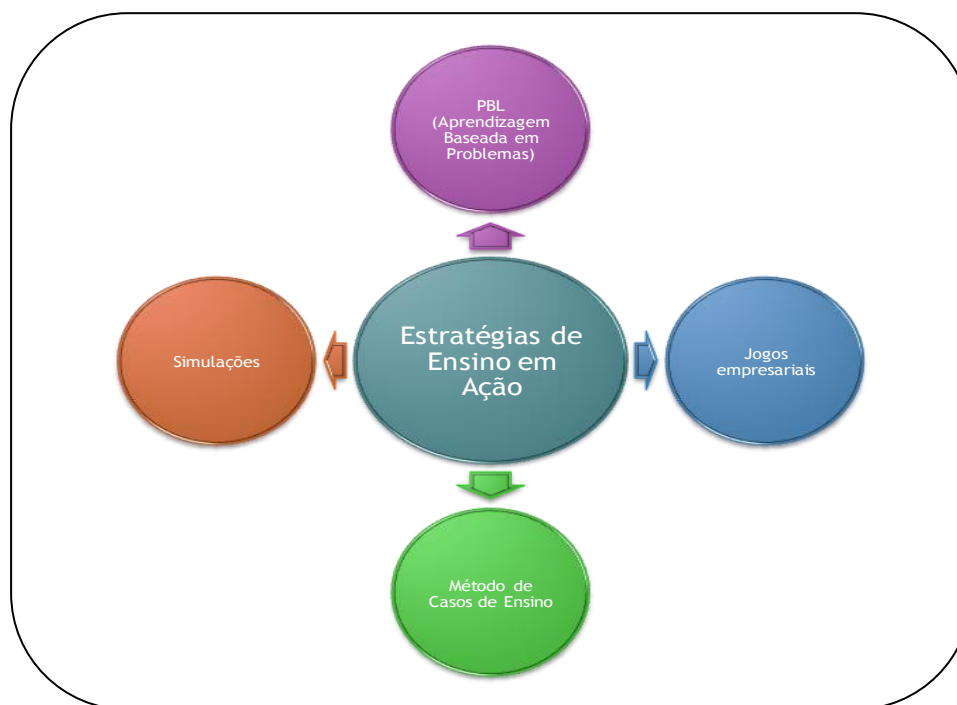 PBL
(Aprendizagem
Baseada em
Problemas)
Simulações
Estratégias de
Ensino em
Ação
Jogos
empresariais
Método de
Casos de Ensino